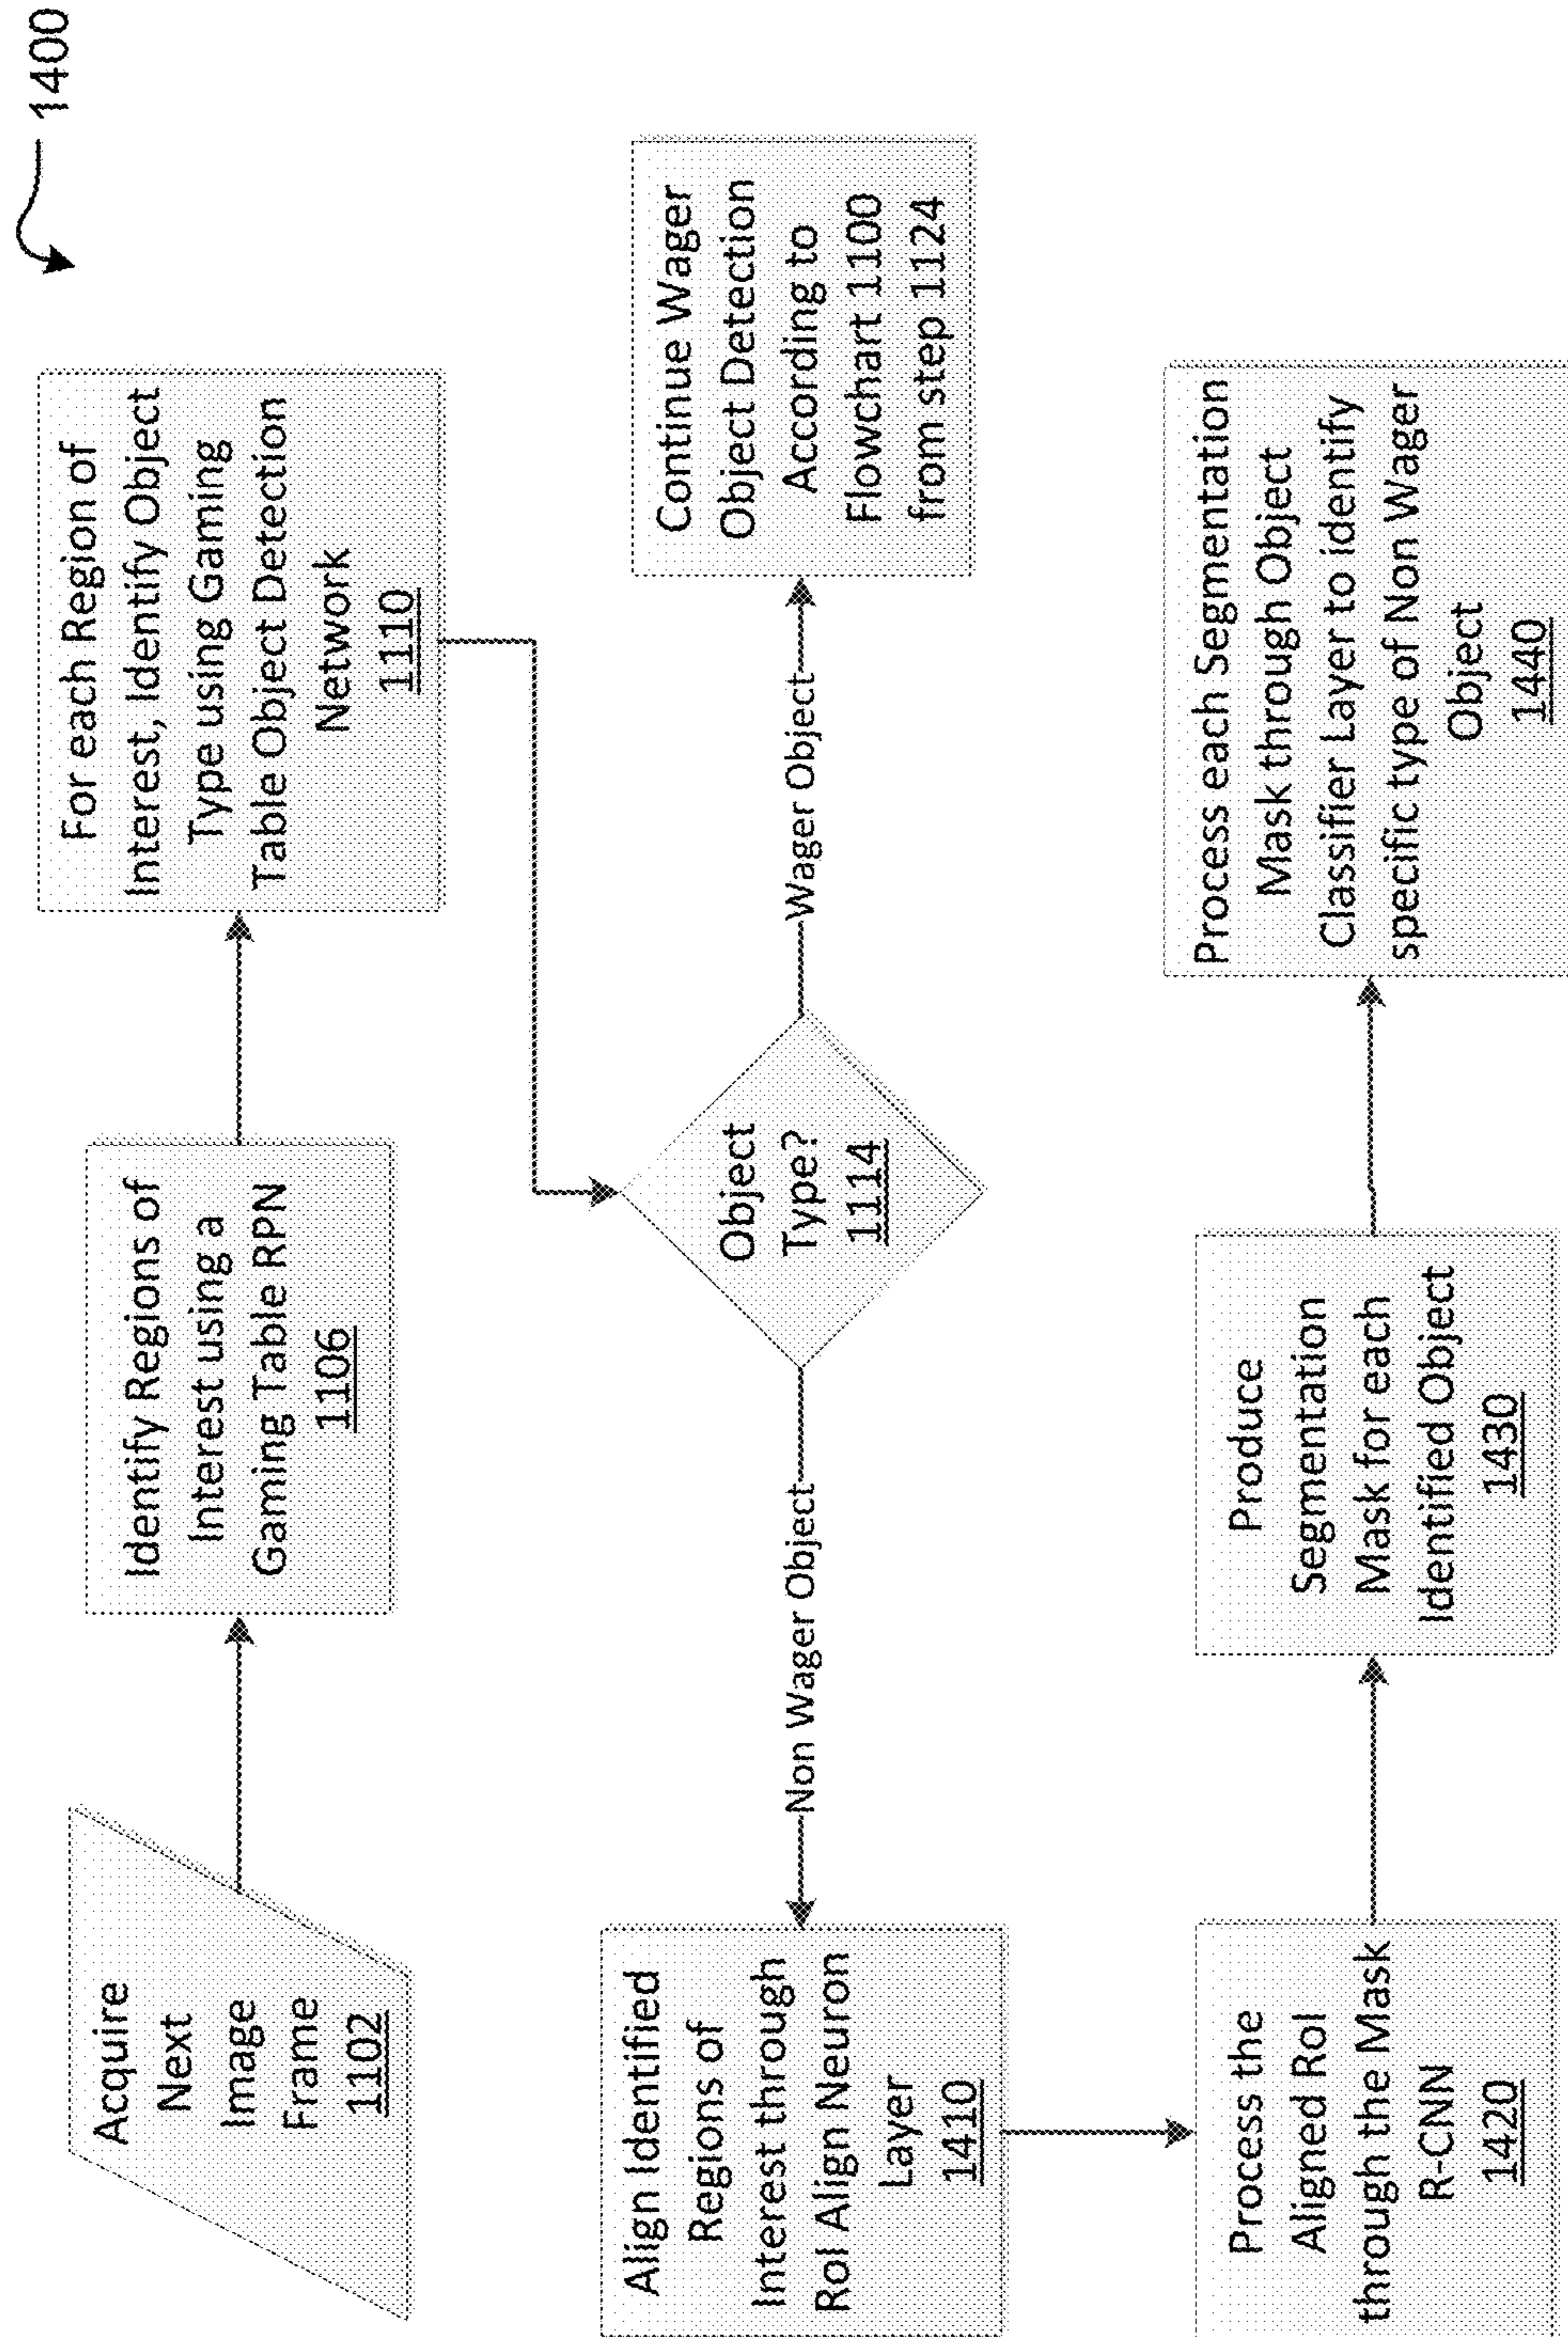 1400
Acquire
Next
Image
Frame
1102
Identify Regions of
Interest using a
Gaming Table RPN
1106
For each Region of
Interest, Identify Object
Type using Gaming
Table Object Detection
Network
1110
Object
Type?
1114
Wager Object
Continue Wager
Object Detection
According to
Flowchart 1100
from step 1124
Non Wager Object
Align Identified
Regions of
Interest through
RoI Align Neuron
Layer
1410
Process the
Aligned RoI
through the Mask
R-CNN
1420
Produce
Segmentation
Mask for each
Identified Object
1430
Process each Segmentation
Mask through Object
Classifier Layer to identify
specific type of Non Wager
Object
1440